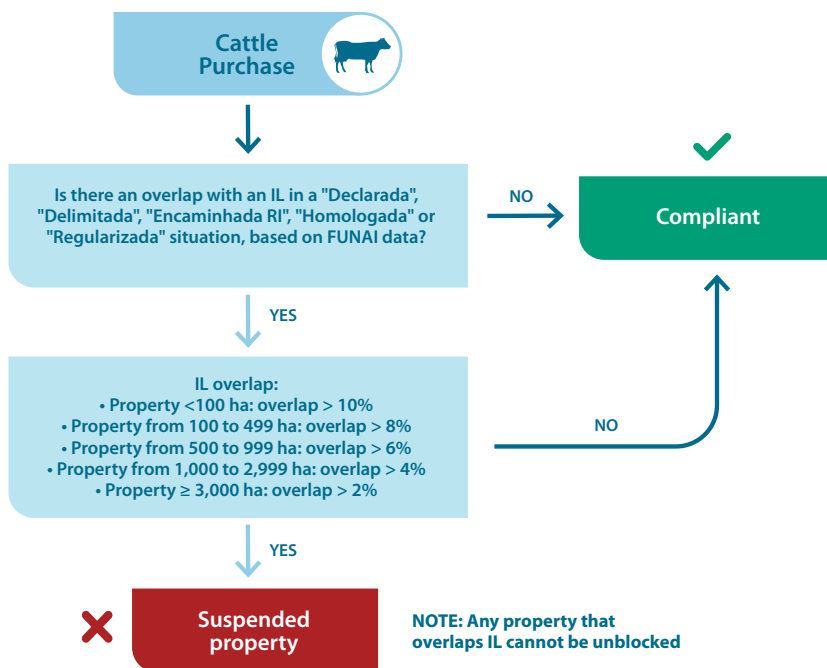 Cattle
Purchase
Is there an overlap with an IL in a "Declarada",
"Delimitada", "Encaminhada RI", "Homologada" or
"Regularizada" situation, based on FUNAI data?
NO
Compliant
YES
IL overlap:
• Property <100 ha: overlap > 10%
• Property from 100 to 499 ha: overlap > 8%
• Property from 500 to 999 ha: overlap > 6%
• Property from 1,000 to 2,999 ha: overlap > 4%
• Property ≥ 3,000 ha: overlap > 2%
NO
YES
Suspended
property
NOTE: Any property that
overlaps IL cannot be unblocked